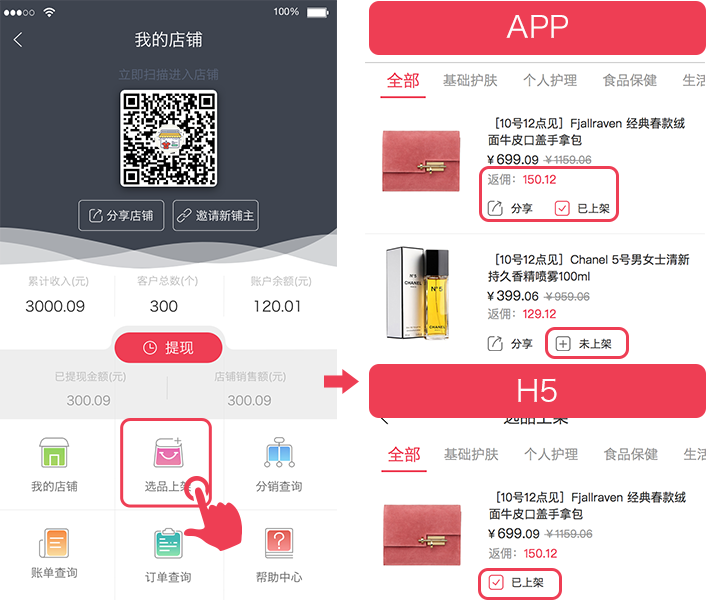 100%
我的店铺
立即扫描进入店铺
分享店铺
邀请新铺主
累计收入(元)
客户总数(个)
账户余额(元)
3000.09
300
120.01
提现
已提现金额(元)
店铺销售额(元)
300.09
300.09
我的店铺
选品上架
分销查询
账单查询
订单查询
帮助中心
APP
全部
基础护肤
个人护理
食品保健
生活
［10号12点见］Fjallraven 经典春款绒
面牛皮口盖手拿包
¥699.09 ¥1159.06
返佣：150.12
分享
已上架
N°5
CHANEL
N°5
CHANEL
［10号12点见］Chanel 5号男女士清新
持久香精喷雾100ml
¥399.06 ¥959.06
返佣：129.12
分享
未上架
H5
选品上架
全部
基础护肤
个人护理
食品保健
生活
［10号12点见］Fjallraven 经典春款绒
面牛皮口盖手拿包
¥699.09 ¥1159.06
返佣：150.12
已上架